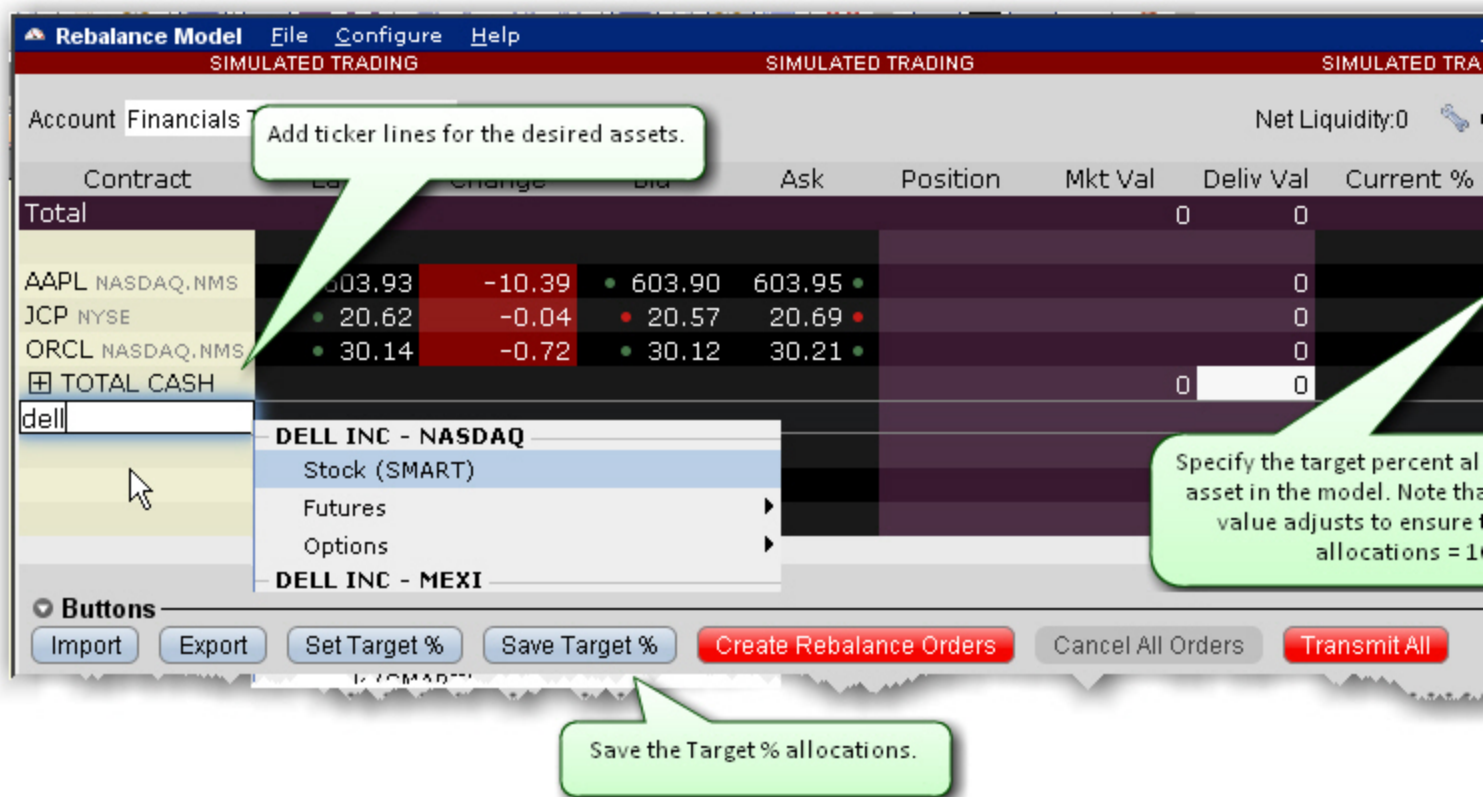 Rebalance Model File Configure Help
SIMULATED TRADING SIMULATED TRADING SIMULATED TRA
Account Financials
Add ticker lines for the desired assets.
Net Liquidity:0
Contract Change Ask Position Mkt Val Deliv Val Current %
Total 0 0
AAPL NASDAQ.NMS 603.93 -10.39 603.90 603.95 0
JCP NYSE 20.62 -0.04 20.57 20.69 0
ORCL NASDAQ.NMS 30.14 -0.72 30.12 30.21 0
TOTAL CASH 0 0
dell
DELL INC - NASDAQ
Stock (SMART)
Futures
Options
DELL INC - MEXI
Specify the target percent al
asset in the model. Note tha
value adjusts to ensure t
allocations = 1
Buttons
Import Export Set Target % Save Target % Create Rebalance Orders Cancel All Orders Transmit All
Save the Target % allocations.